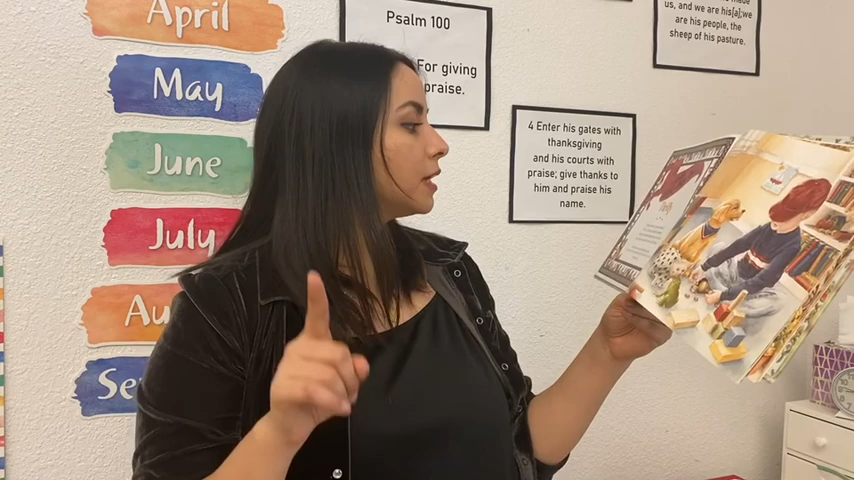 April
May
June
July
Au
Se
Psalm 100
For giving
praise.
4 Enter his gates with
thanksgiving
and his courts with
praise; give thanks to
him and praise his
name.
us, and we are his[a];we
are his people, the
sheep of his pasture.